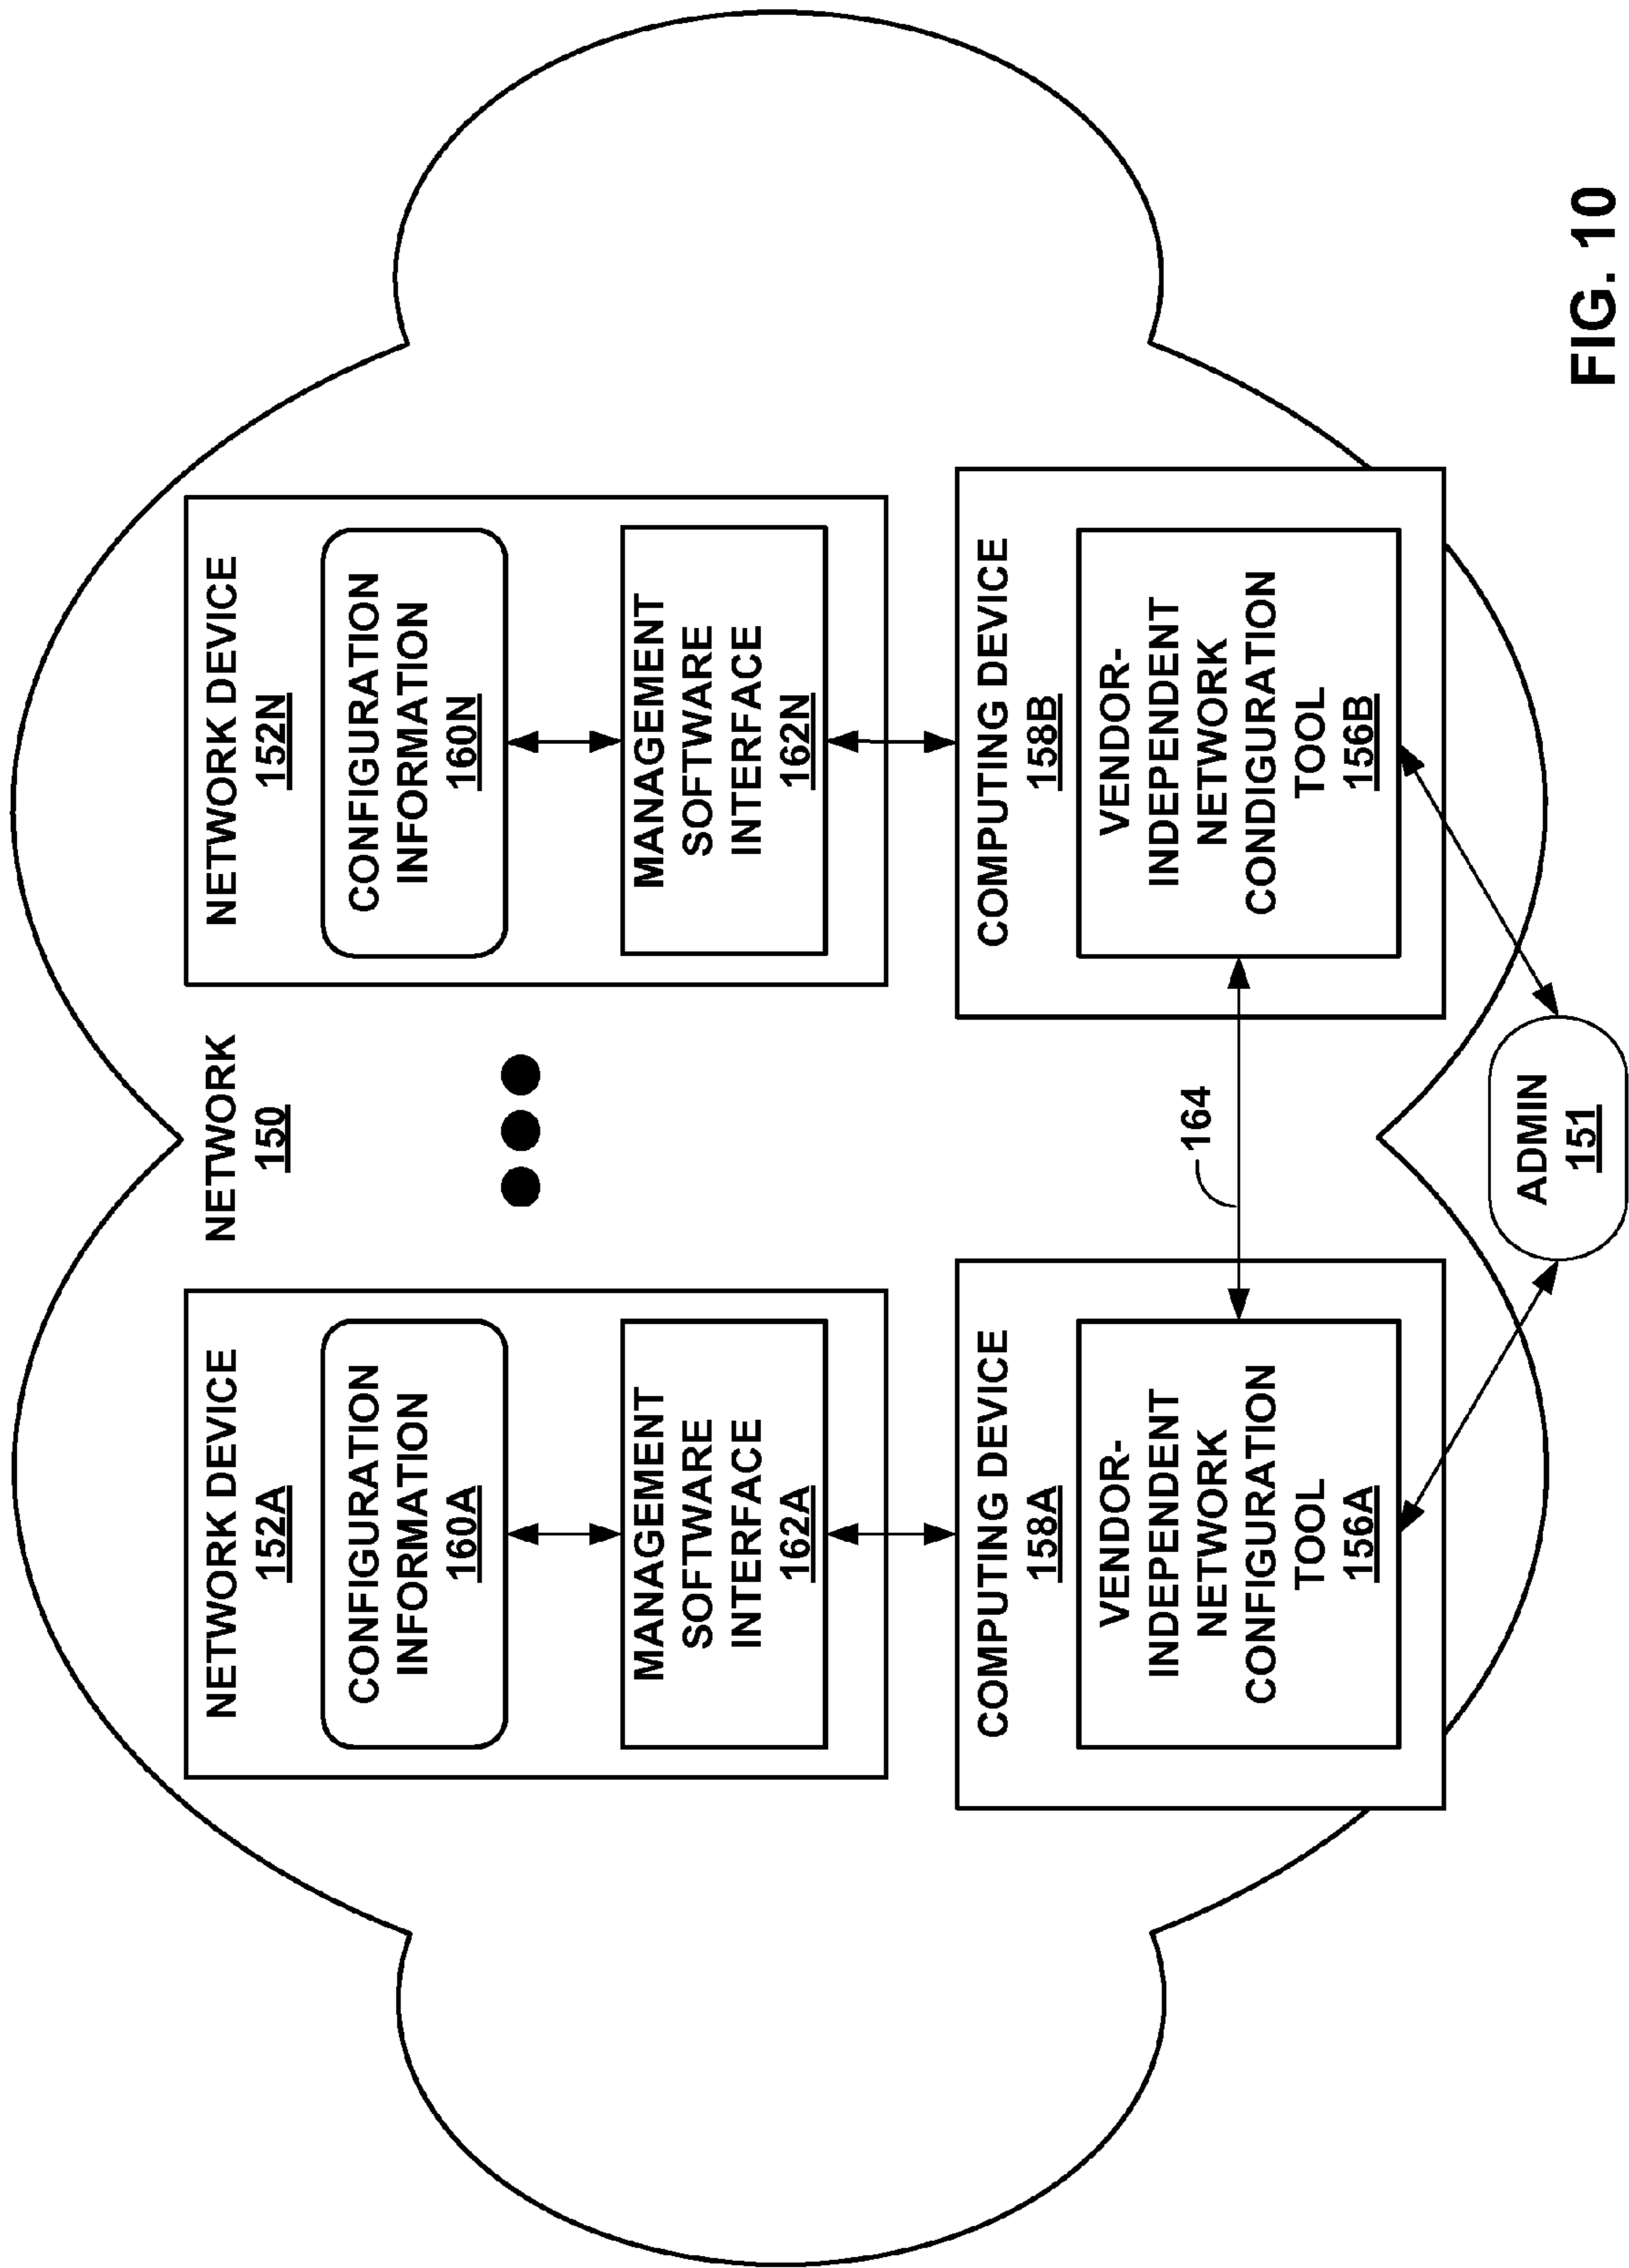 NETWORK
150
NETWORK DEVICE
152A
CONFIGURATION
INFORMATION
160A
MANAGEMENT
SOFTWARE
INTERFACE
162A
NETWORK DEVICE
152N
CONFIGURATION
INFORMATION
160N
MANAGEMENT
SOFTWARE
INTERFACE
162N
COMPUTING DEVICE
158A
VENDOR-
INDEPENDENT
NETWORK
CONFIGURATION
TOOL
156A
164
COMPUTING DEVICE
158B
VENDOR-
INDEPENDENT
NETWORK
CONDIGURATION
TOOL
156B
ADMIN
151
FIG. 10